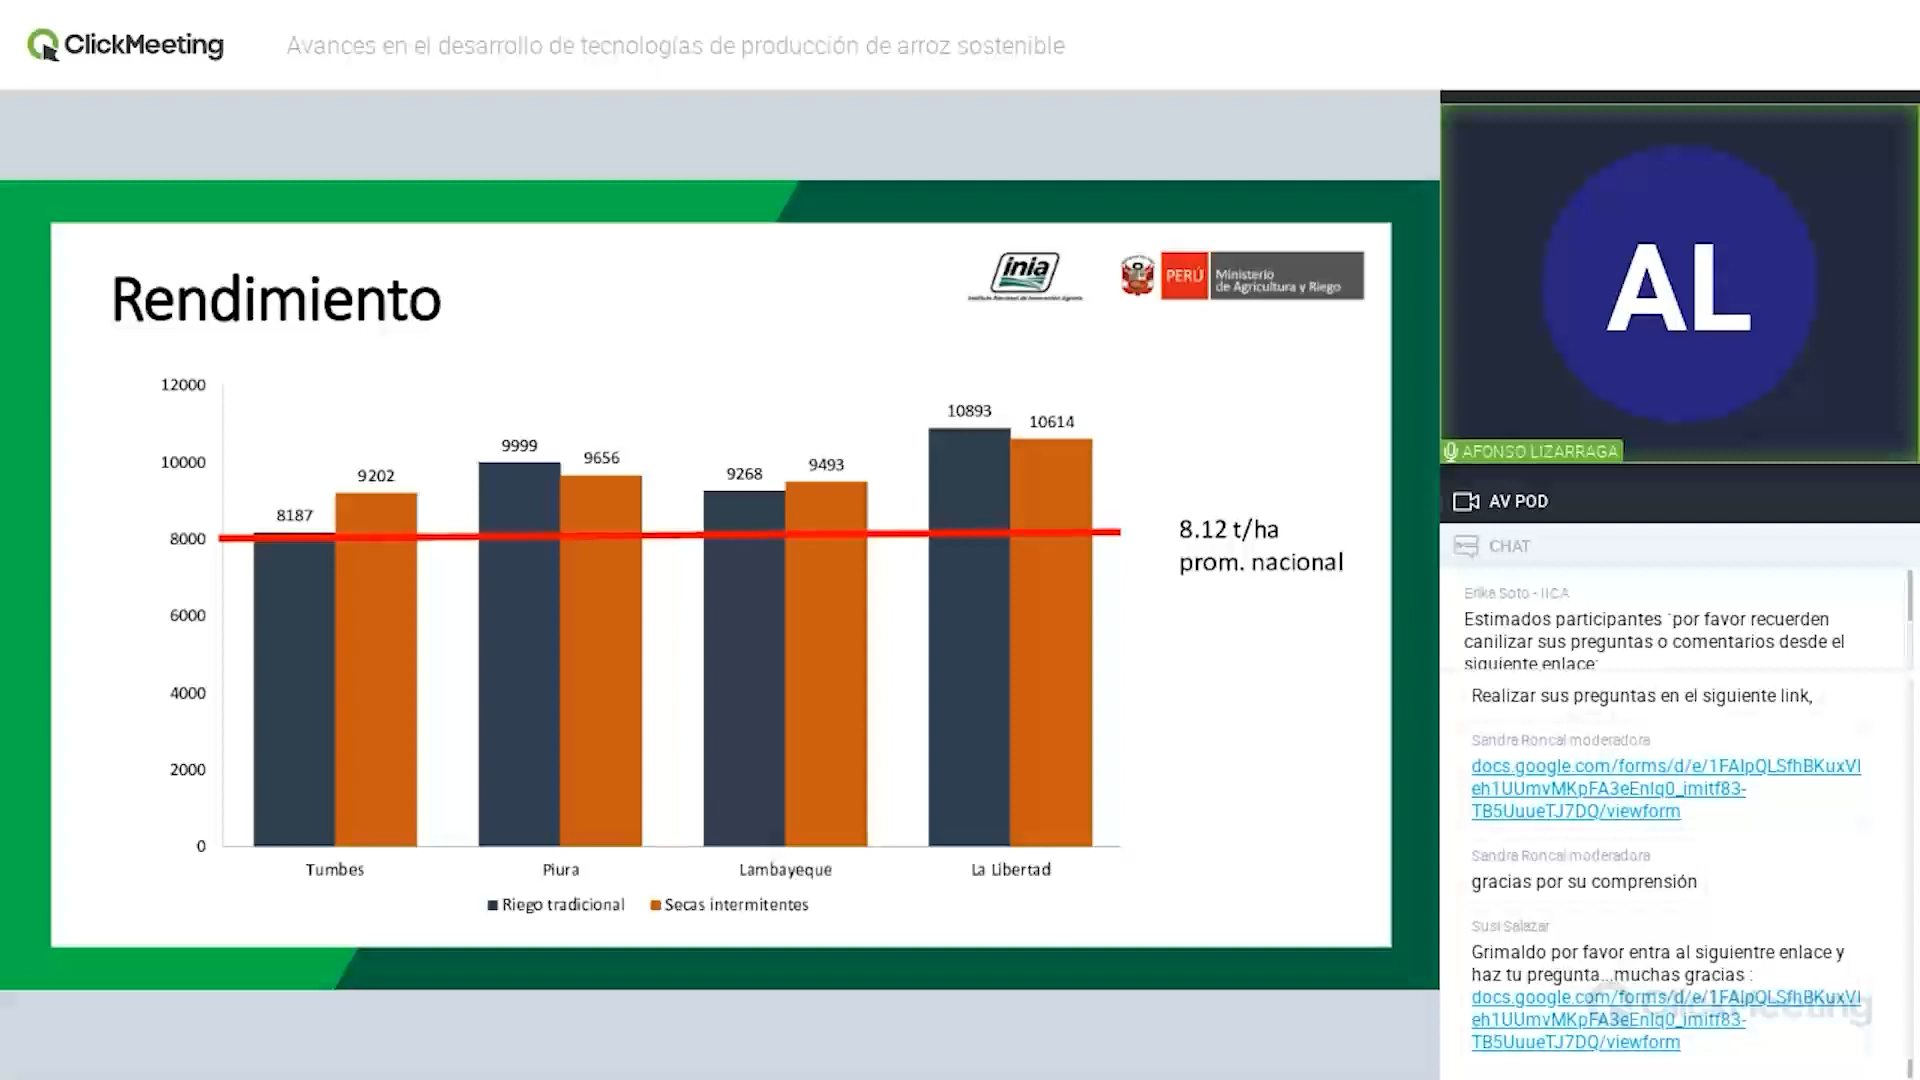 ClickMeeting
Avances en el desarrollo de tecnologías de producción de arroz sostenible
Rendimiento
inia
Instituto Nacional de Innovación Agraria
PERÚ
Ministerio
de Agricultura y Riego
12000
10000
8000
6000
4000
2000
0
8187
9202
9999
9656
9268
9493
10893
10614
8.12 t/ha
prom. nacional
Tumbes
Piura
Lambayeque
La Libertad
Riego tradicional
Secas intermitentes
AL
AFONSO LIZARRAGA
AV POD
CHAT
Erika Soto - IICA
Estimados participantes ¨por favor recuerden
canilizar sus preguntas o comentarios desde el
siguiente enlace:
Realizar sus preguntas en el siguiente link,
Sandra Roncal moderadora
docs.google.com/forms/d/e/1FAIpQLSfhBKuxVl
eh1UUmvMKpFA3eEnlq0_imitf83-
TB5UuueTJ7DQ/viewform
Sandra Roncal moderadora
gracias por su comprensión
Susi Salazar
Grimaldo por favor entra al siguientre enlace y
haz tu pregunta...muchas gracias :
docs.google.com/forms/d/e/1FAIpQLSfhBKuxVl
eh1UUmvMKpFA3eEnlq0_imitf83-
TB5UuueTJ7DQ/viewform
ClickMeeting